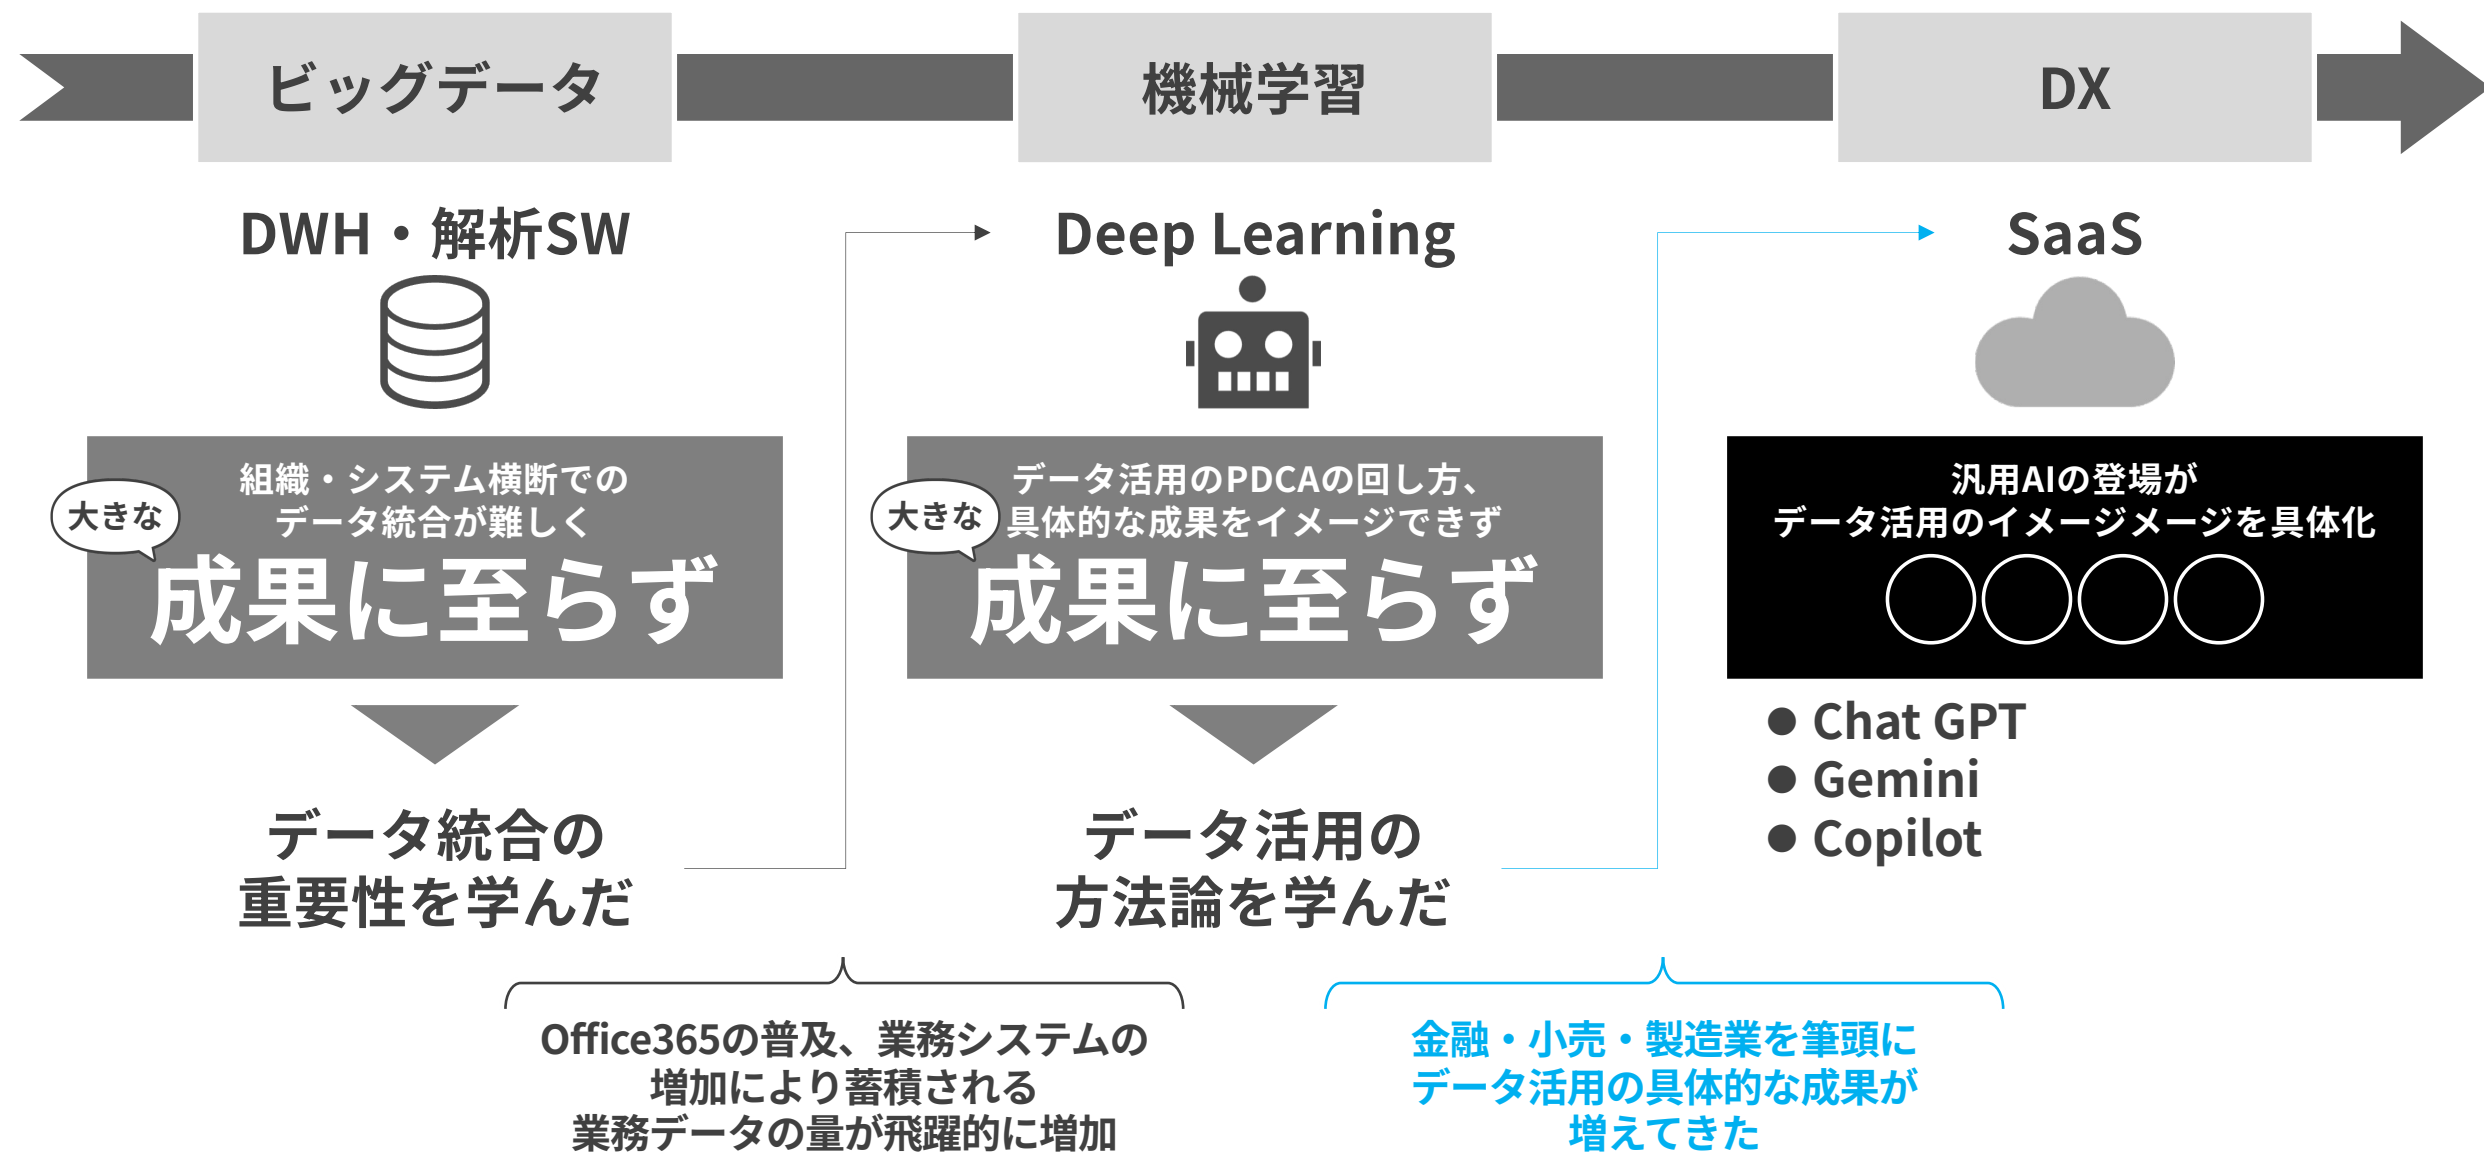 ビッグデータ
機械学習
DX
DWH・解析SW
Deep Learning
SaaS
大きな
組織・システム横断での
データ統合が難しく
成果に至らず
大きな
データ活用のPDCAの回し方、
具体的な成果をイメージできず
成果に至らず
汎用AIの登場が
データ活用のイメージメージを具体化
◯◯◯◯
● Chat GPT
● Gemini
● Copilot
データ統合の
重要性を学んだ
データ活用の
方法論を学んだ
Office365の普及、業務システムの
増加により蓄積される
業務データの量が飛躍的に増加
金融・小売・製造業を筆頭に
データ活用の具体的な成果が
増えてきた